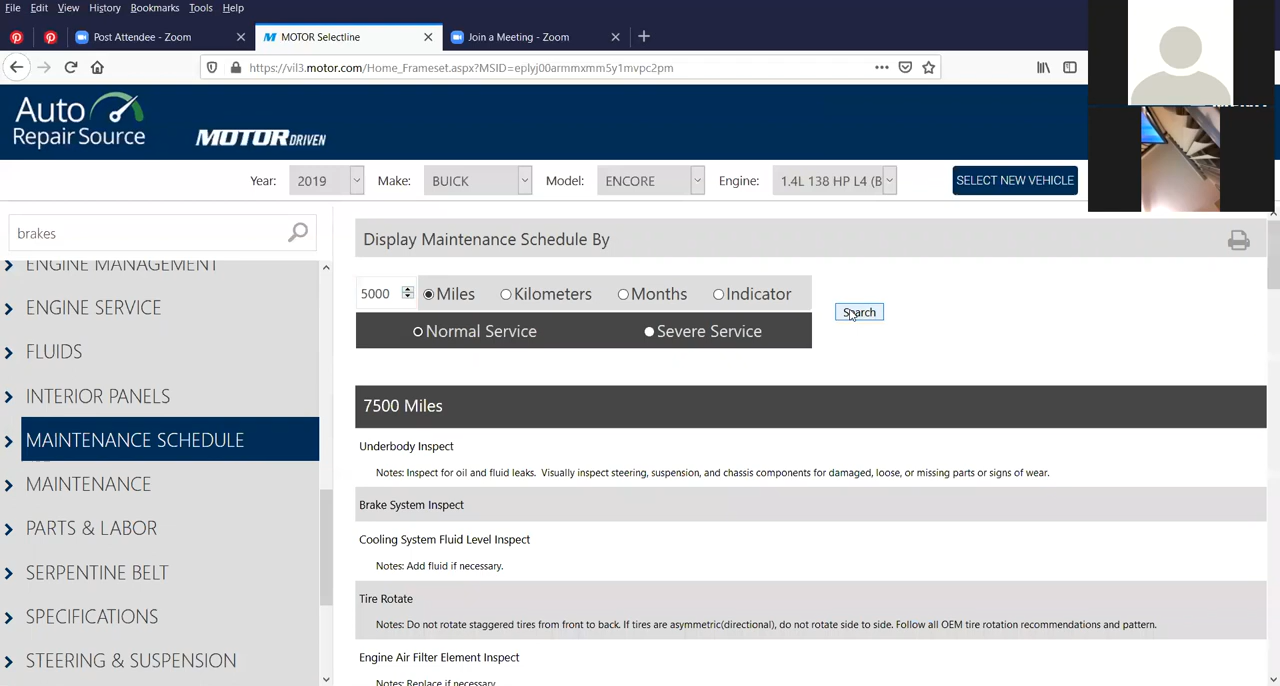 File Edit View History Bookmarks Tools Help
Post Attendee - Zoom
MOTOR Selectline
Join a Meeting - Zoom
https://vil3.motor.com/Home_Frameset.aspx?MSID=eplyj00armmxmm5y1mvpc2pm
Auto
Repair Source
MOTOR DRIVEN
Year: 2019 Make: BUICK Model: ENCORE Engine: 1.4L 138 HP L4 (B
SELECT NEW VEHICLE
brakes
ENGINE MANAGEMENT
ENGINE SERVICE
FLUIDS
INTERIOR PANELS
MAINTENANCE SCHEDULE
MAINTENANCE
PARTS & LABOR
SERPENTINE BELT
SPECIFICATIONS
STEERING & SUSPENSION
Display Maintenance Schedule By
5000 Miles Kilometers Months Indicator
Normal Service Severe Service
Search
7500 Miles
Underbody Inspect
Notes: Inspect for oil and fluid leaks. Visually inspect steering, suspension, and chassis components for damaged, loose, or missing parts or signs of wear.
Brake System Inspect
Cooling System Fluid Level Inspect
Notes: Add fluid if necessary.
Tire Rotate
Notes: Do not rotate staggered tires from front to back. If tires are asymmetric(directional), do not rotate side to side. Follow all OEM tire rotation recommendations and pattern.
Engine Air Filter Element Inspect
Notes: Replace if necessary.